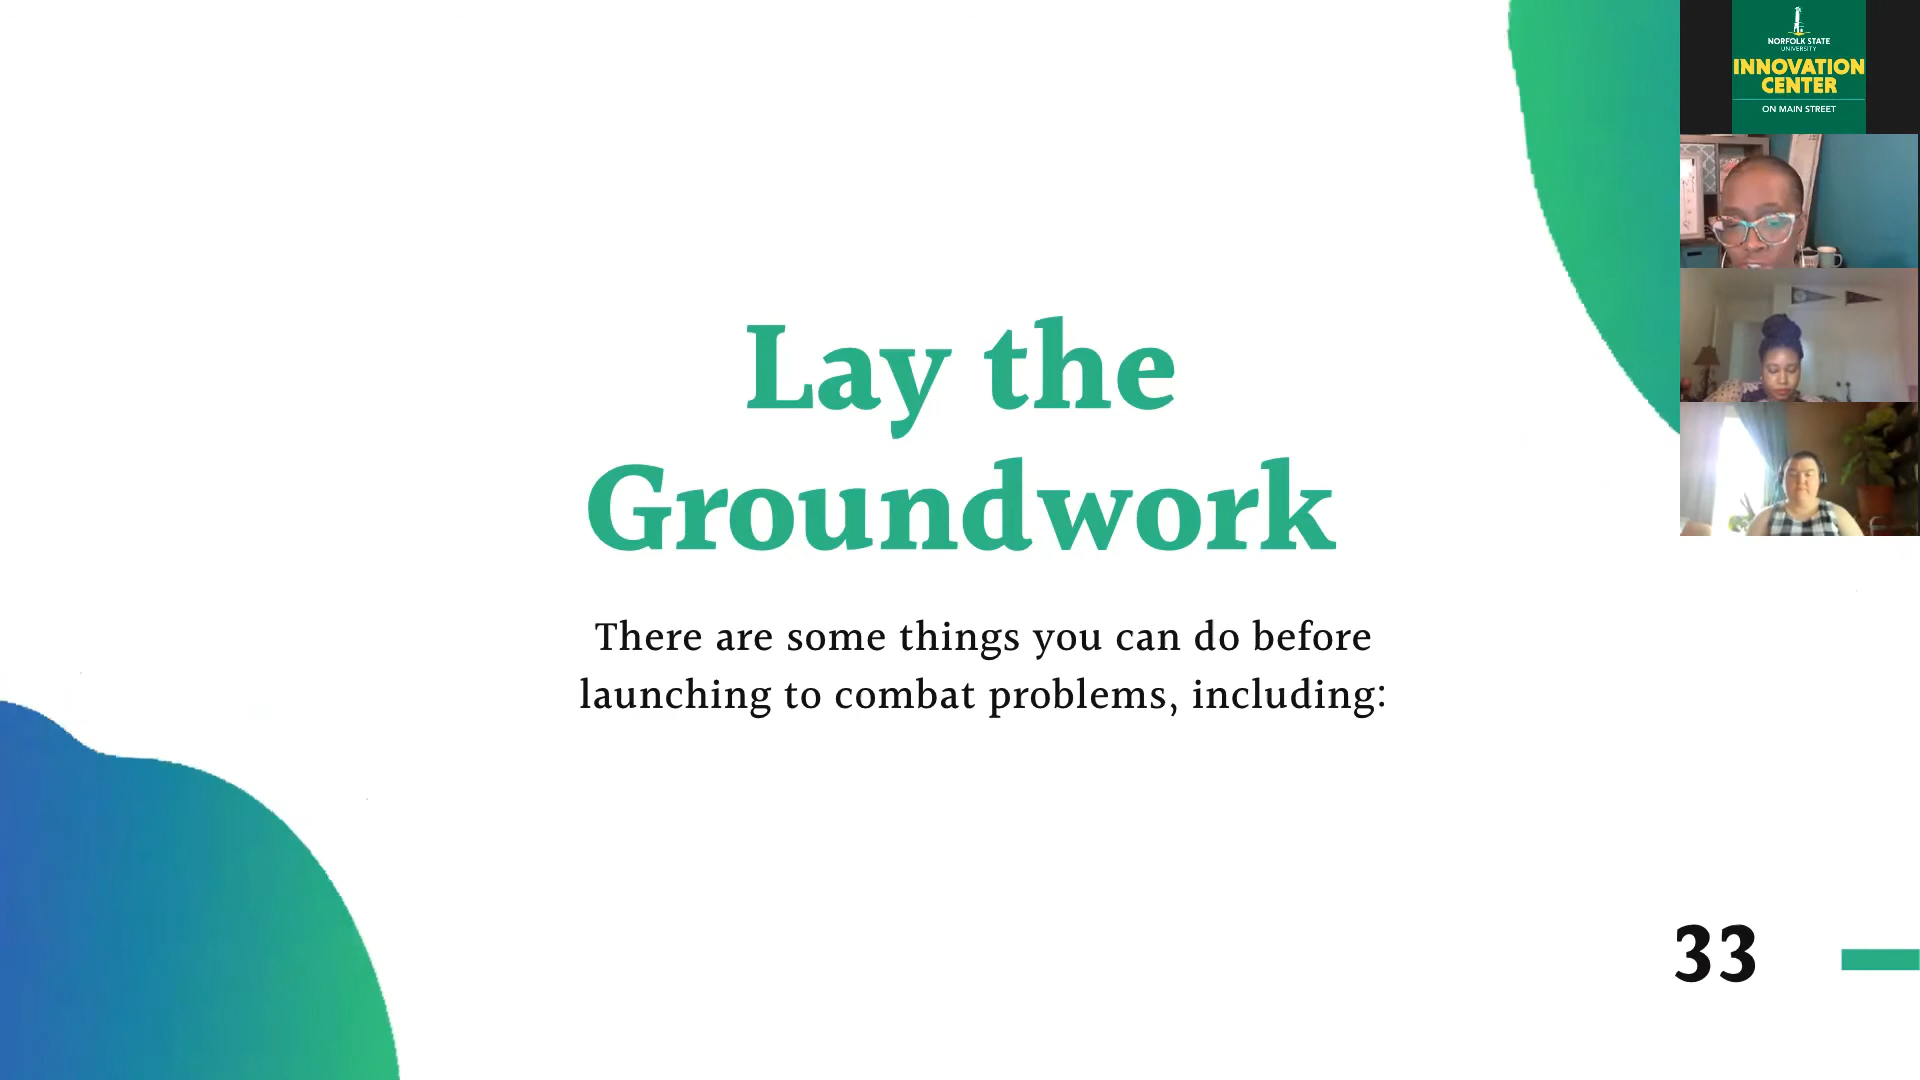 NORFOLK STATE
UNIVERSITY
INNOVATION
CENTER
ON MAIN STREET
Lay the
Groundwork
There are some things you can do before
launching to combat problems, including:
33